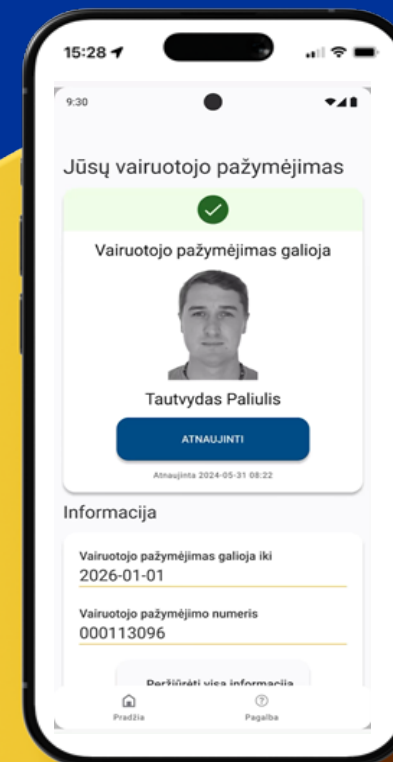 15:28
9:30
Jūsų vairuotojo pažymėjimas
Vairuotojo pažymėjimas galioja
Tautvydas Paliulis
ATNAUJINTI
Atnaujinta 2024-05-31 08:22
Informacija
Vairuotojo pažymėjimas galioja iki
2026-01-01
Vairuotojo pažymėjimo numeris
000113096
Peržiūrėti visą informaciją
Pradžia
Pagalba